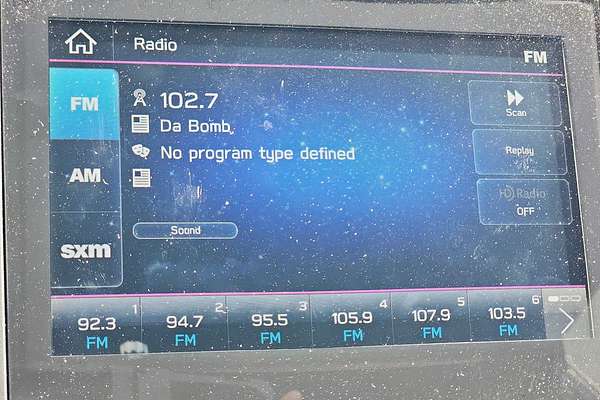 Radio
FM
FM
102.7
Da Bomb
No program type defined
AM
sxm
Sound
Scan
Replay
HD Radio
OFF
1 2 3 4 5 6
92.3 94.7 95.5 105.9 107.9 103.5
FM FM FM FM FM FM